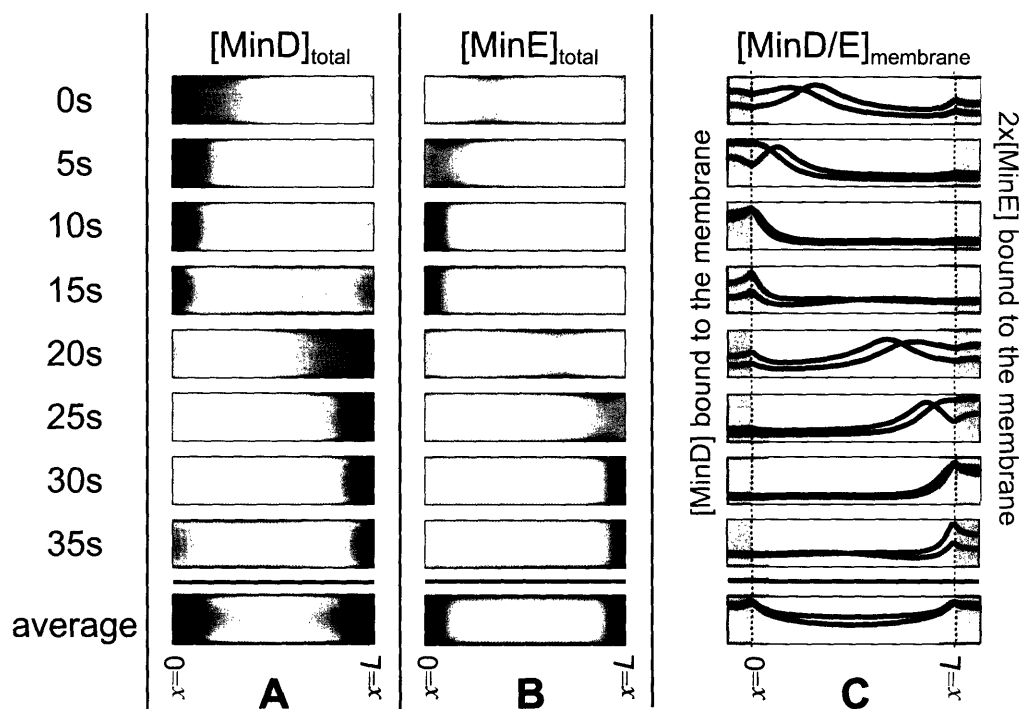 [MinD]total
[MinE]total
[MinD/E]membrane
0s
5s
10s
15s
20s
25s
30s
35s
average
[MinD] bound to the membrane
2x[MinE] bound to the membrane
x=0
x=L
x=0
x=L
x=0
x=L
A
B
C